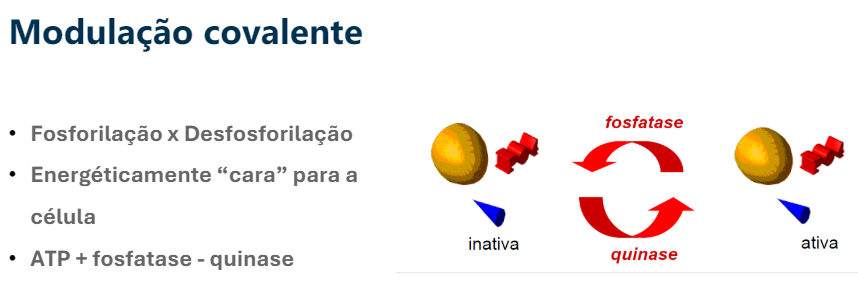 Modulação covalente
• Fosforilação x Desfosforilação
• Energéticamente “cara” para a
célula
• ATP + fosfatase - quinase
fosfatase
inativa
ativa
quinase